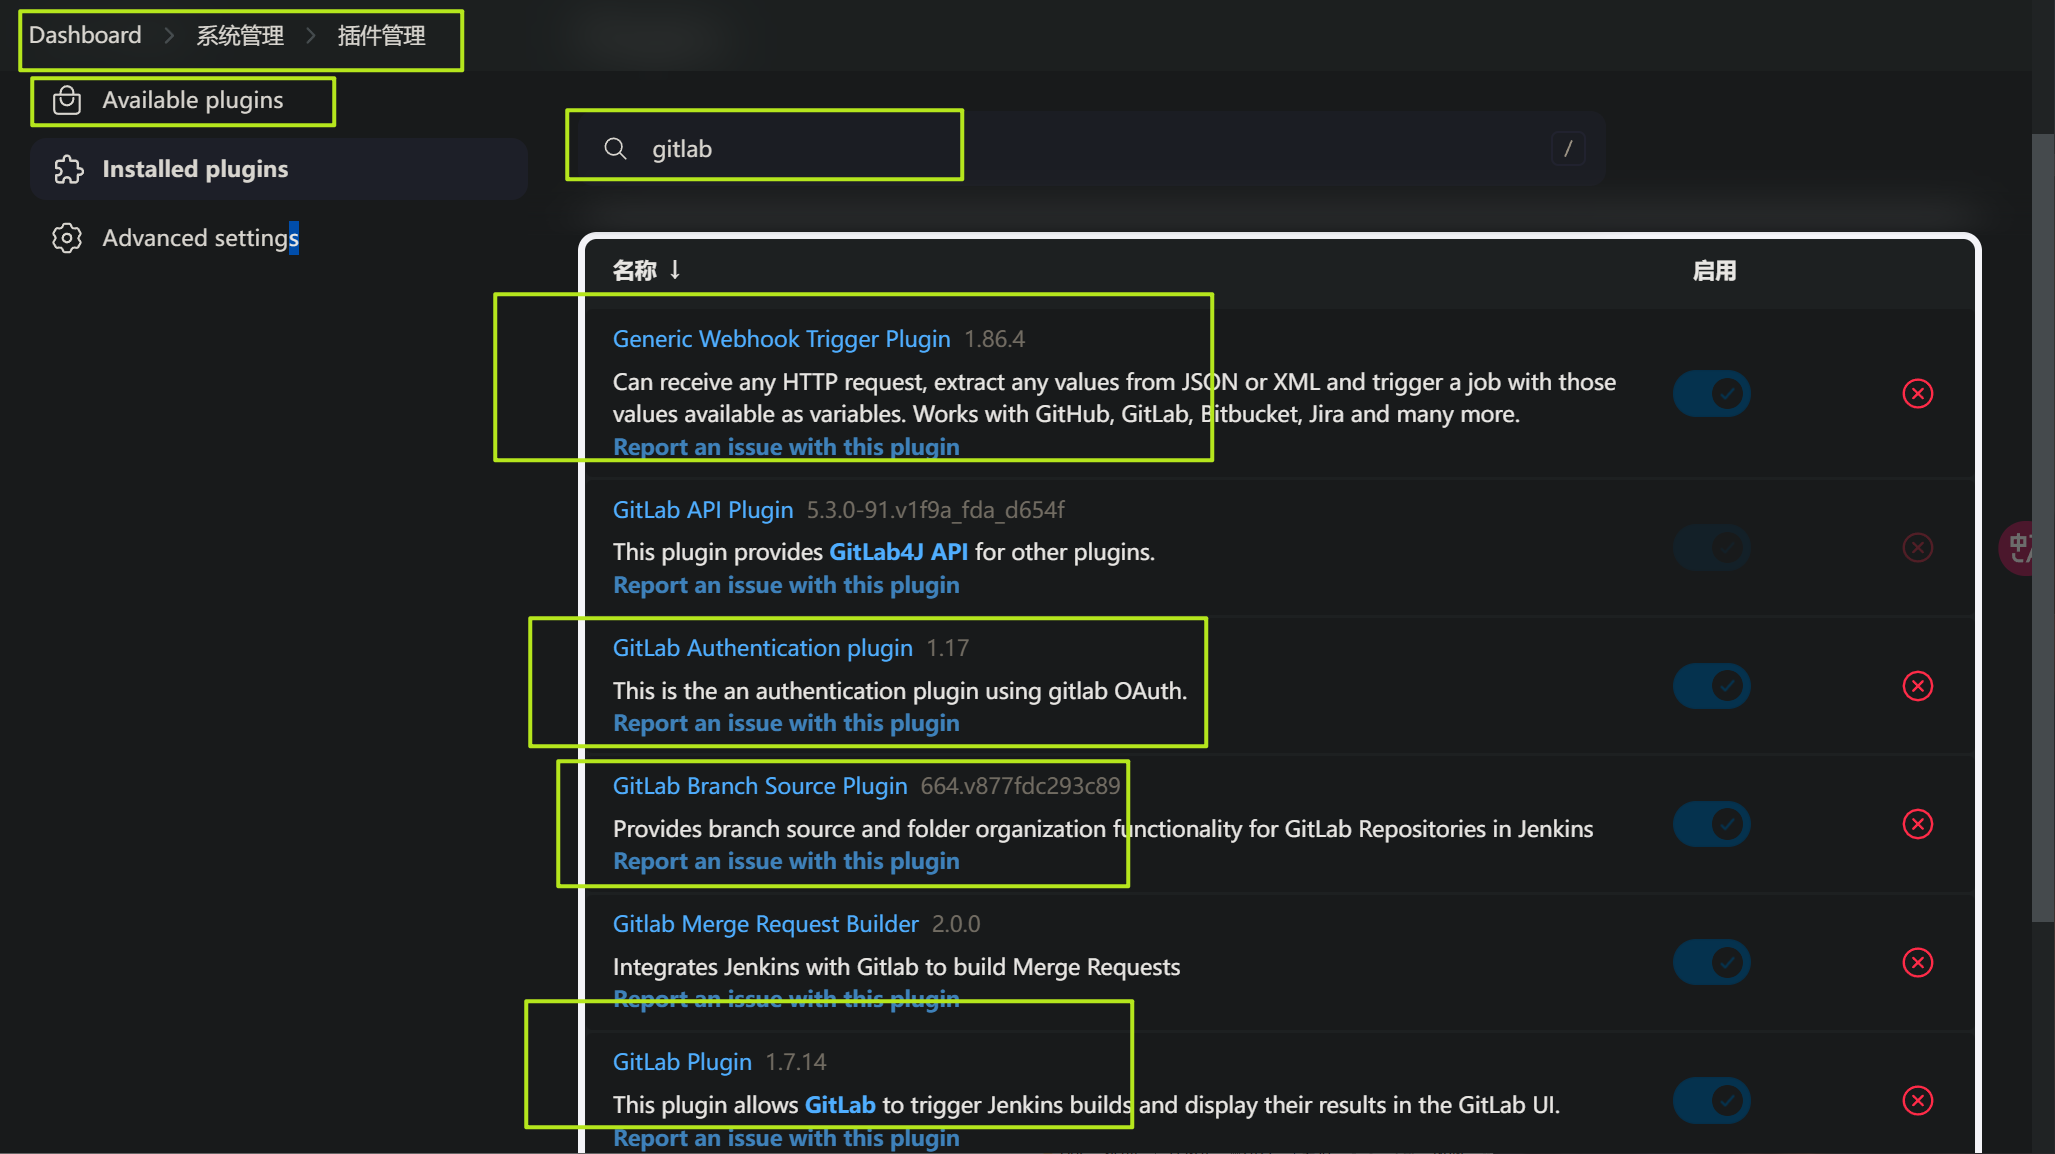 Dashboard > 系统管理 > 插件管理
Available plugins
Installed plugins
Advanced settings
gitlab /
名称 ↓ 启用
Generic Webhook Trigger Plugin 1.86.4
Can receive any HTTP request, extract any values from JSON or XML and trigger a job with those
values available as variables. Works with GitHub, GitLab, Bitbucket, Jira and many more.
Report an issue with this plugin
GitLab API Plugin 5.3.0-91.v1f9a_fda_d654f
This plugin provides GitLab4J API for other plugins.
Report an issue with this plugin
GitLab Authentication plugin 1.17
This is the an authentication plugin using gitlab OAuth.
Report an issue with this plugin
GitLab Branch Source Plugin 664.v877fdc293c89
Provides branch source and folder organization functionality for GitLab Repositories in Jenkins
Report an issue with this plugin
Gitlab Merge Request Builder 2.0.0
Integrates Jenkins with Gitlab to build Merge Requests
Report an issue with this plugin
GitLab Plugin 1.7.14
This plugin allows GitLab to trigger Jenkins builds and display their results in the GitLab UI.
Report an issue with this plugin